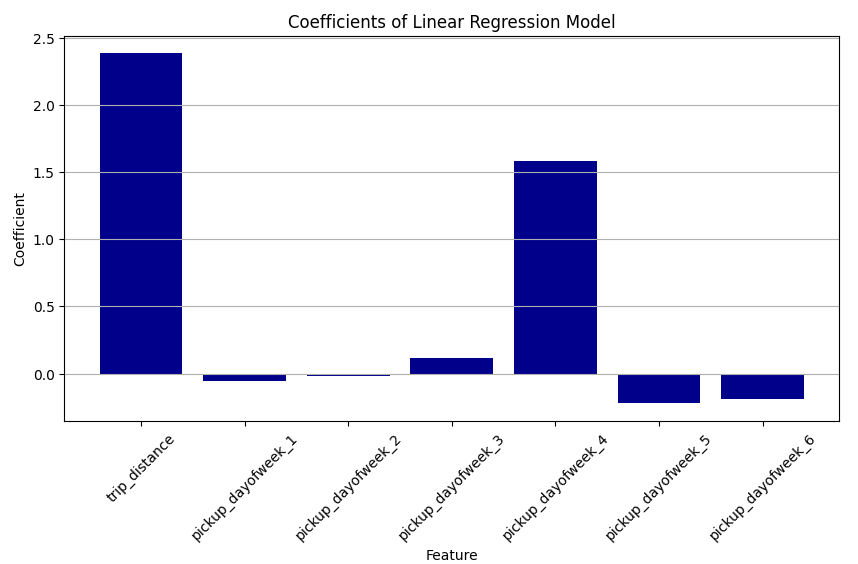 Coefficients of Linear Regression Model
Coefficient
2.5
2.0
1.5
1.0
0.5
0.0
trip_distance
pickup_dayofweek_1
pickup_dayofweek_2
pickup_dayofweek_3
pickup_dayofweek_4
pickup_dayofweek_5
pickup_dayofweek_6
Feature